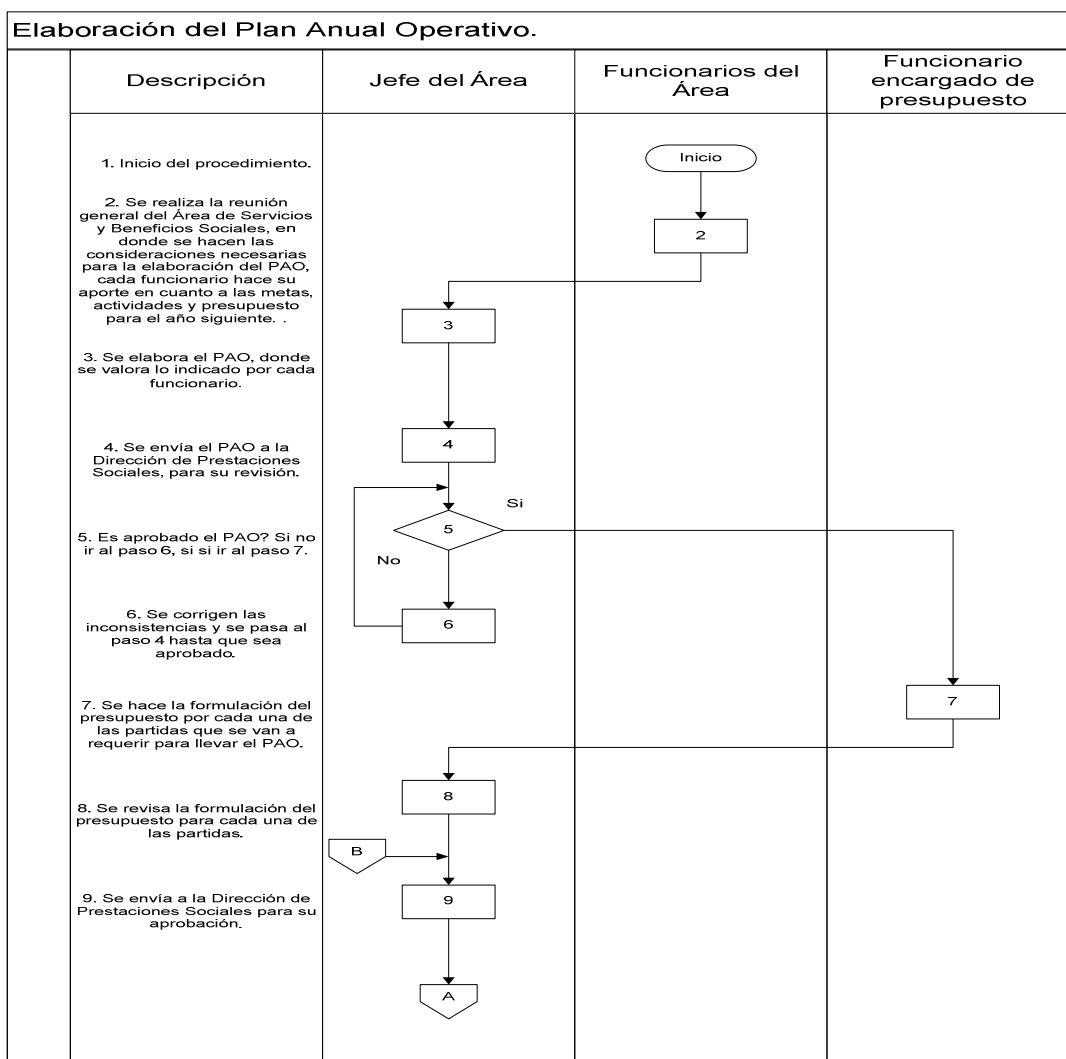 Elaboración del Plan Anual Operativo.
Descripción
Jefe del Área
Funcionarios del
Área
Funcionario
encargado de
presupuesto
1. Inicio del procedimiento.
2. Se realiza la reunión
general del Área de Servicios
y Beneficios Sociales, en
donde se hacen las
consideraciones necesarias
para la elaboración del PAO,
cada funcionario hace su
aporte en cuanto a las metas,
actividades y presupuesto
para el año siguiente. .
3. Se elabora el PAO, donde
se valora lo indicado por cada
funcionario.
4. Se envía el PAO a la
Dirección de Prestaciones
Sociales, para su revisión.
5. Es aprobado el PAO? Si no
ir al paso 6, si si ir al paso 7.
6. Se corrigen las
inconsistencias y se pasa al
paso 4 hasta que sea
aprobado.
7. Se hace la formulación del
presupuesto por cada una de
las partidas que se van a
requerir para llevar el PAO.
8. Se revisa la formulación del
presupuesto para cada una de
las partidas.
9. Se envía a la Dirección de
Prestaciones Sociales para su
aprobación.
Inicio
2
3
4
Si
5
No
6
7
8
B
9
A